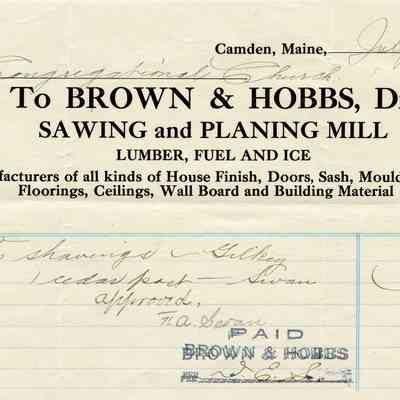 Camden, Maine, July
Congregational Church.
To BROWN & HOBBS, D
SAWING and PLANING MILL
LUMBER, FUEL AND ICE
facturers of all kinds of House Finish, Doors, Sash, Mould
Floorings, Ceilings, Wall Board and Building Material
shavings - Gilkey
1 cedar post - Swan
approved.
F. A. Swan
PAID
BROWN & HOBBS